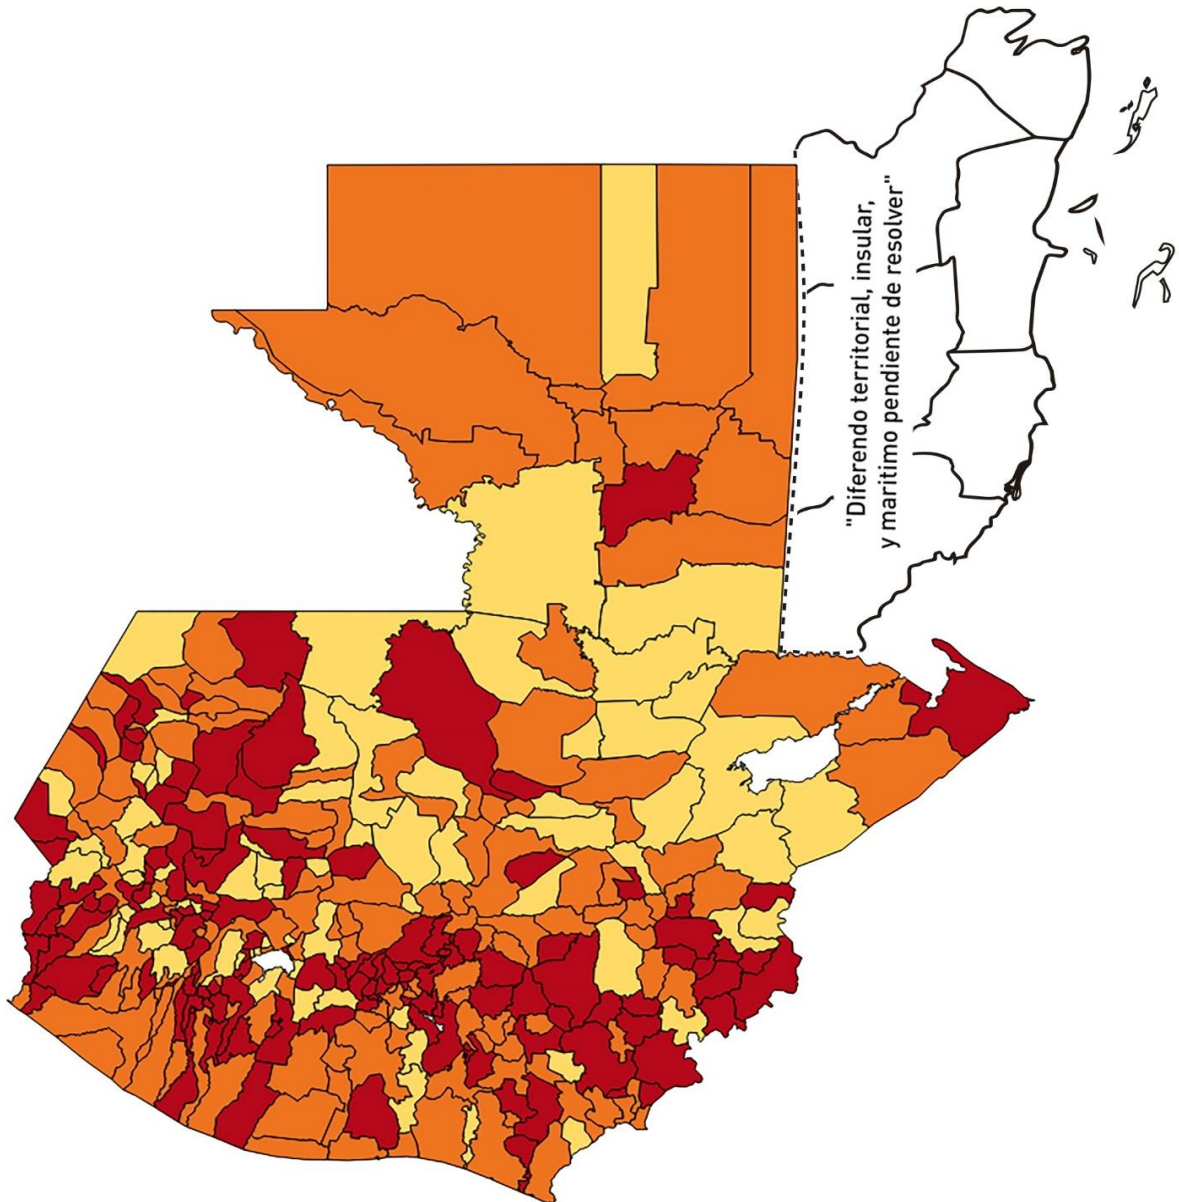 "Diferendo territorial, insular,
y marítimo pendiente de resolver"